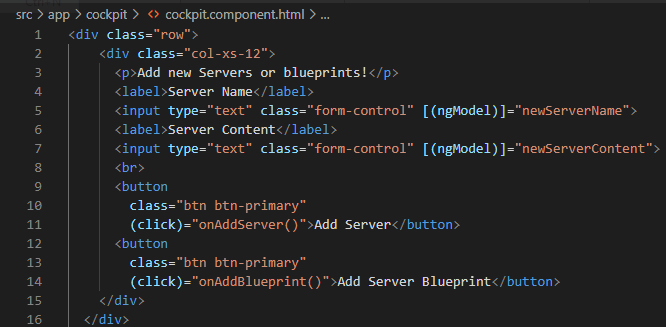 src > app > cockpit > <> cockpit.component.html > ...
1 <div class="row">
2 <div class="col-xs-12">
3 <p>Add new Servers or blueprints!</p>
4 <label>Server Name</label>
5 <input type="text" class="form-control" [(ngModel)]="newServerName">
6 <label>Server Content</label>
7 <input type="text" class="form-control" [(ngModel)]="newServerContent">
8 <br>
9 <button
10 class="btn btn-primary"
11 (click)="onAddServer()">Add Server</button>
12 <button
13 class="btn btn-primary"
14 (click)="onAddBlueprint()">Add Server Blueprint</button>
15 </div>
16 </div>